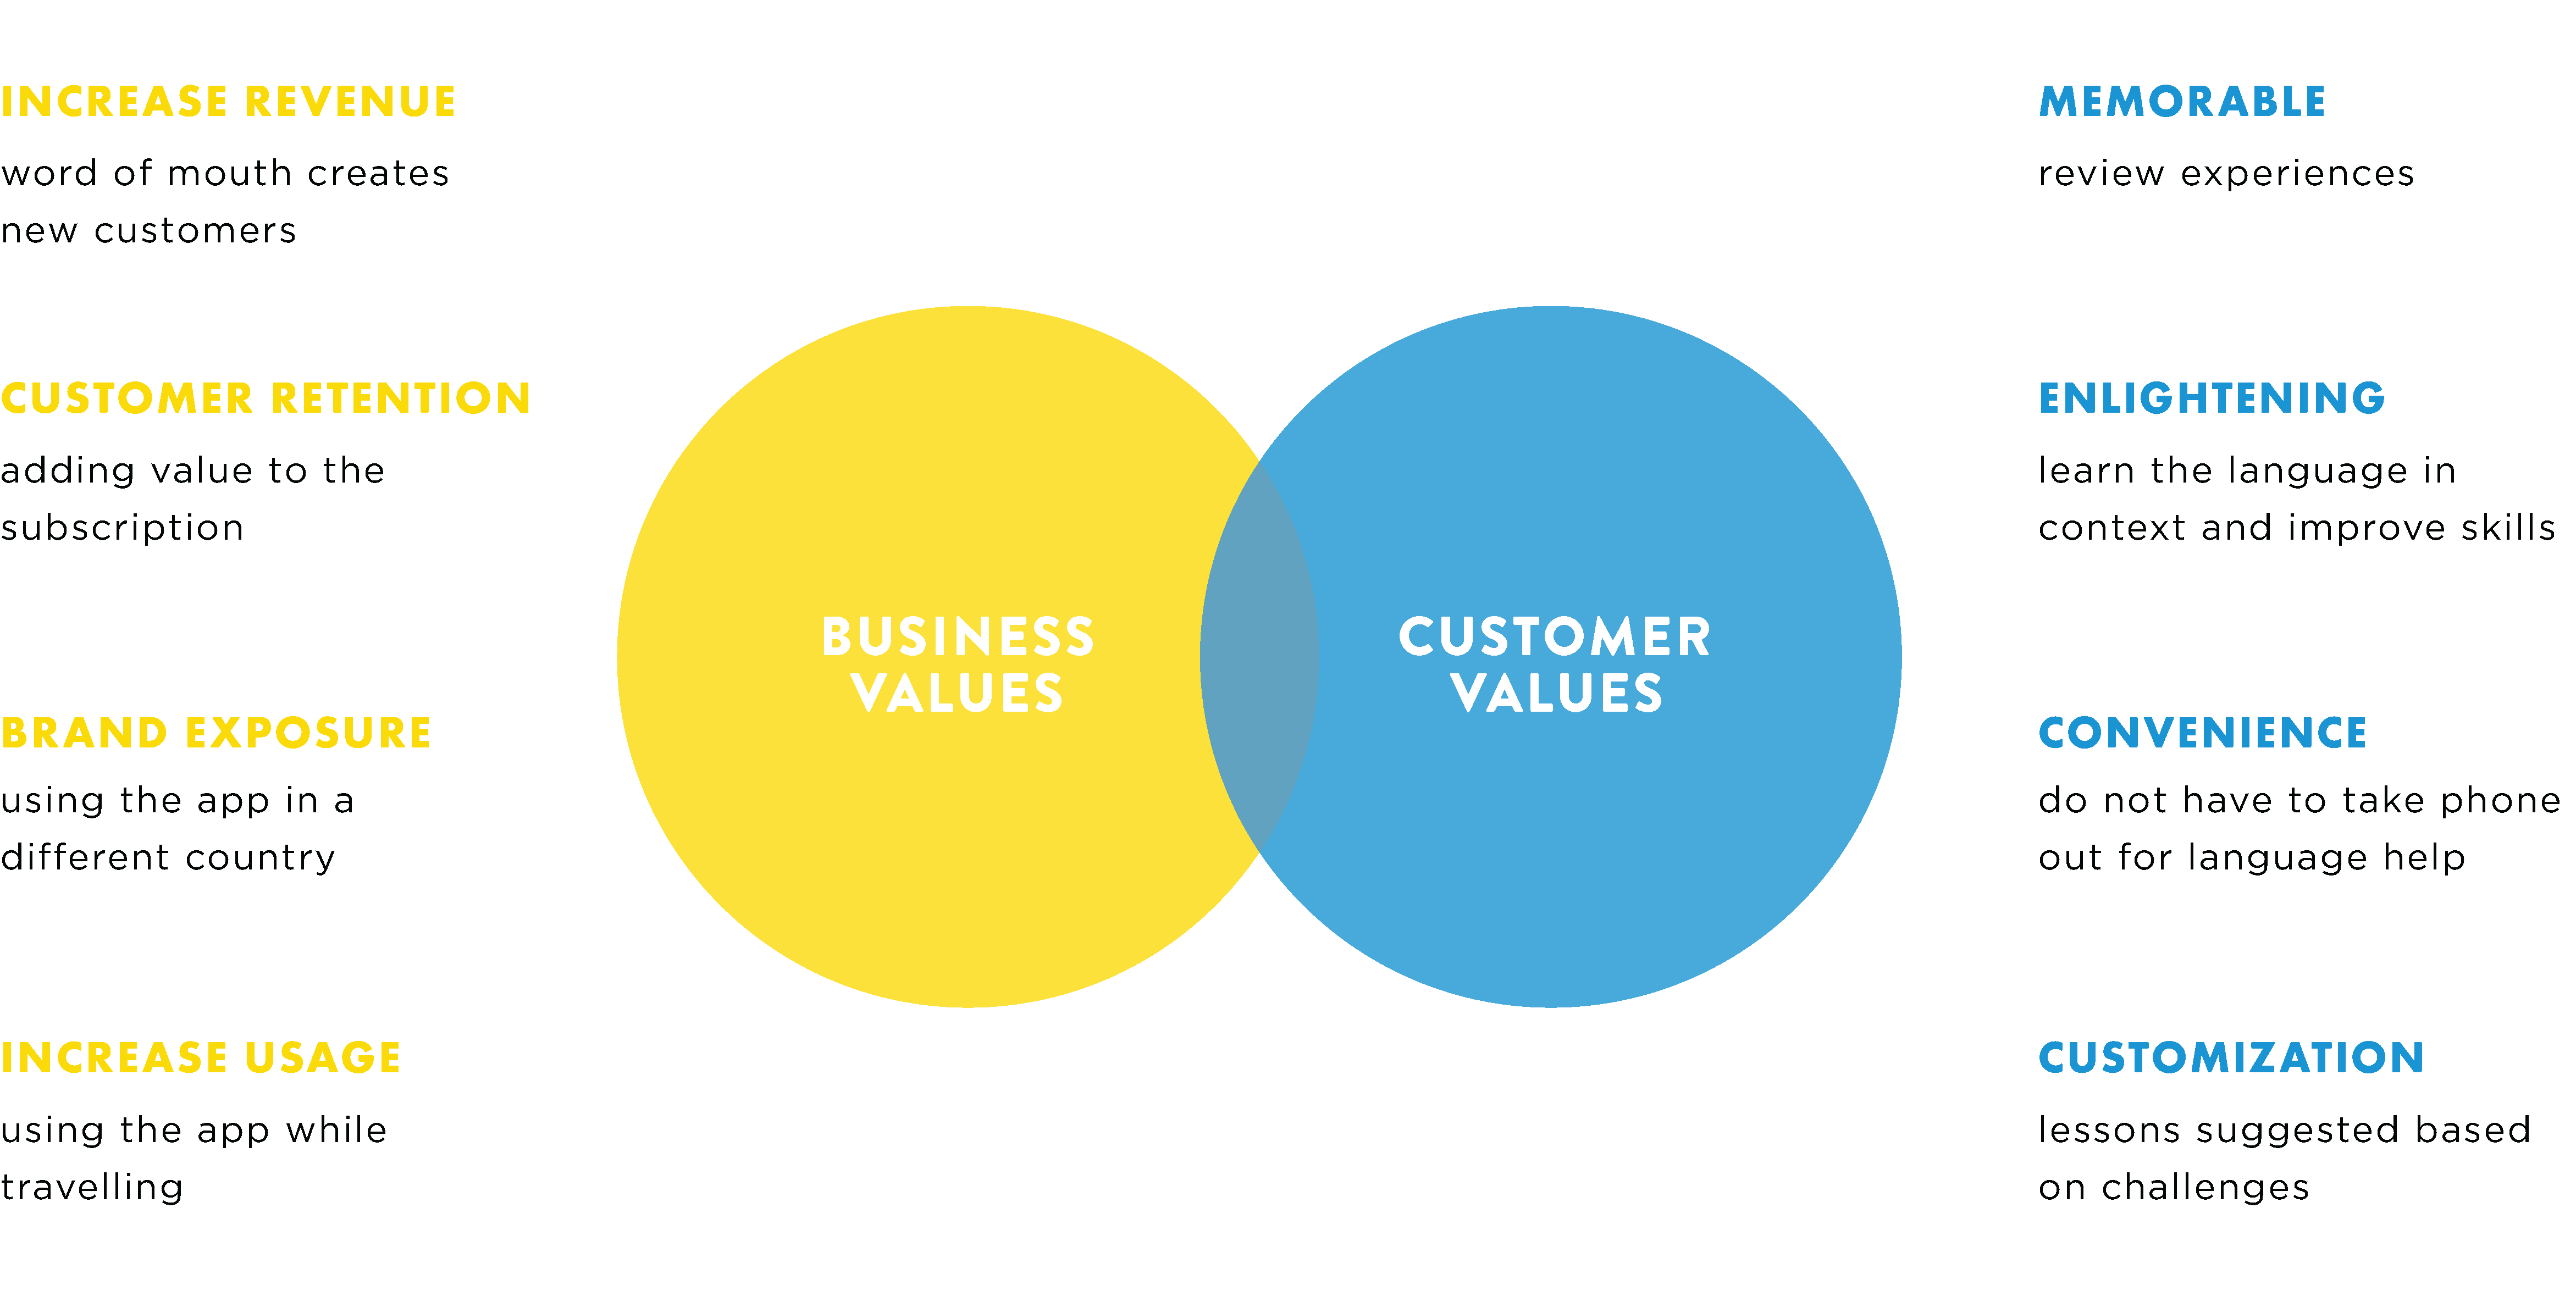 INCREASE REVENUE
word of mouth creates
new customers
CUSTOMER RETENTION
adding value to the
subscription
BRAND EXPOSURE
using the app in a
different country
INCREASE USAGE
using the app while
travelling
BUSINESS
VALUES
CUSTOMER
VALUES
MEMORABLE
review experiences
ENLIGHTENING
learn the language in
context and improve skills
CONVENIENCE
do not have to take phone
out for language help
CUSTOMIZATION
lessons suggested based
on challenges